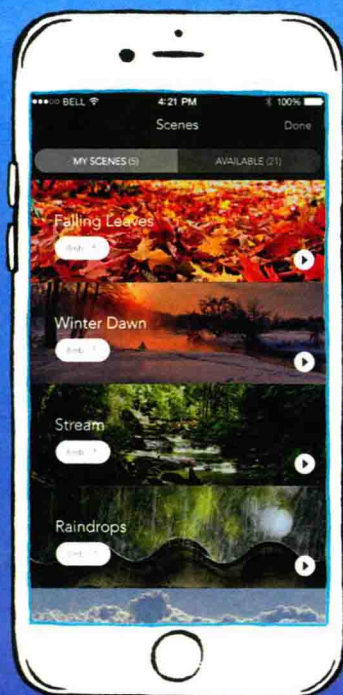 BELL 4:21 PM 100%
Scenes Done
MY SCENES (5) AVAILABLE (21)
Falling Leaves
Winter Dawn
Stream
Raindrops